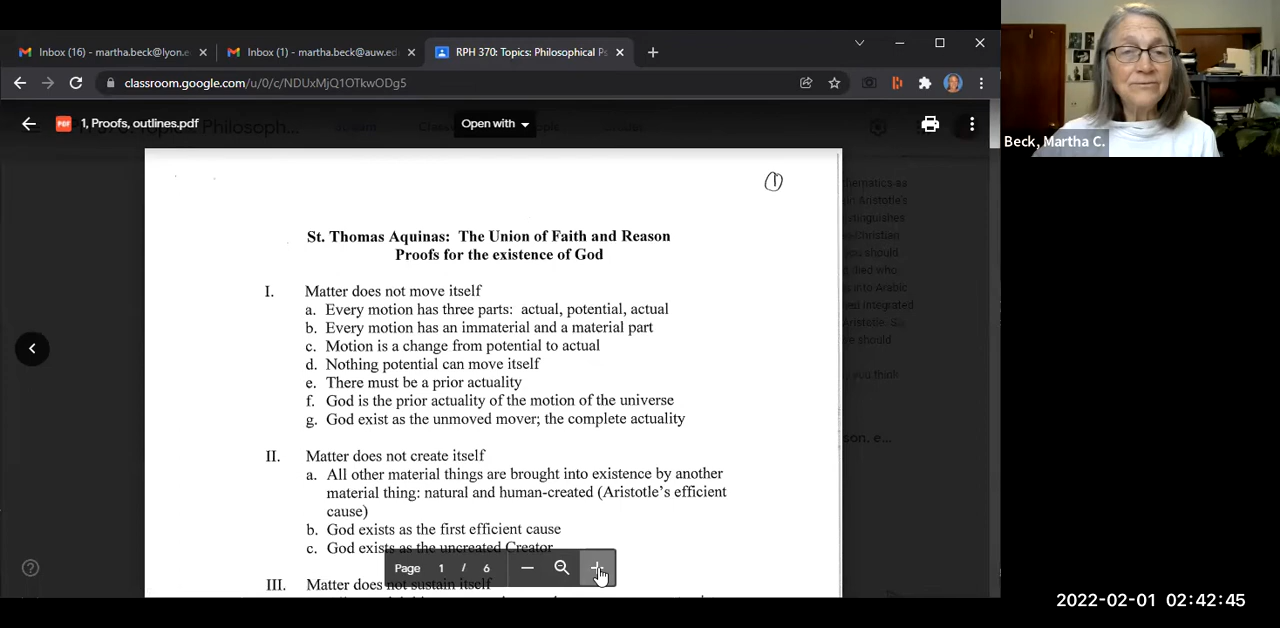 Inbox (16) - martha.beck@lyon.e
Inbox (1) - martha.beck@auw.ed
RPH 370: Topics: Philosophical Ps
classroom.google.com/u/0/c/NDUxMjQ1OTkwODg5
1, Proofs, outlines.pdf
Open with
Beck, Martha C.
1
St. Thomas Aquinas: The Union of Faith and Reason
Proofs for the existence of God
I. Matter does not move itself
a. Every motion has three parts: actual, potential, actual
b. Every motion has an immaterial and a material part
c. Motion is a change from potential to actual
d. Nothing potential can move itself
e. There must be a prior actuality
f. God is the prior actuality of the motion of the universe
g. God exist as the unmoved mover; the complete actuality
II. Matter does not create itself
a. All other material things are brought into existence by another
material thing: natural and human-created (Aristotle's efficient
cause)
b. God exists as the first efficient cause
c. God exists as the uncreated Creator
III. Matter does not sustain itself
Page 1 / 6
2022-02-01 02:42:45